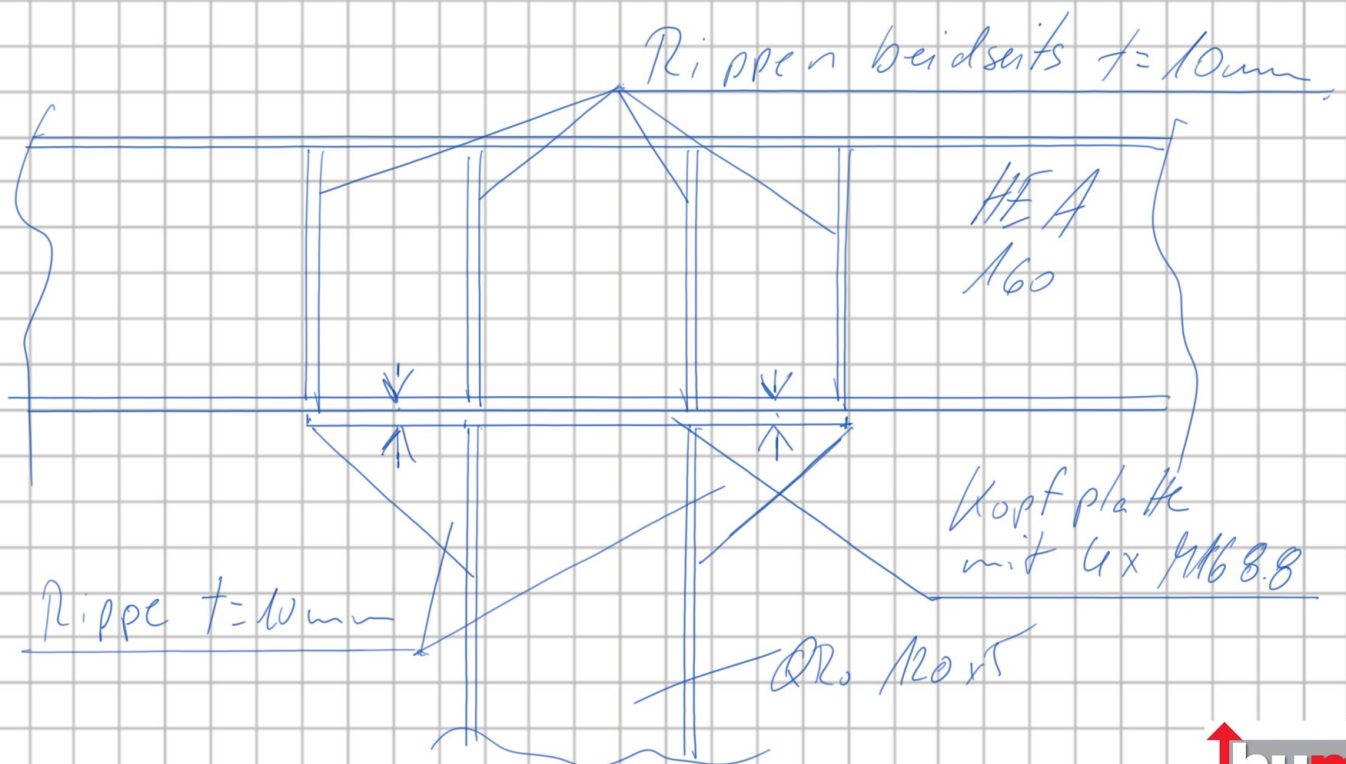 Rippen beidseits t=10mm
HEA
160
Kopfplatte
mit 4x M16 8.8
Rippe t=10mm
QRo 120x5